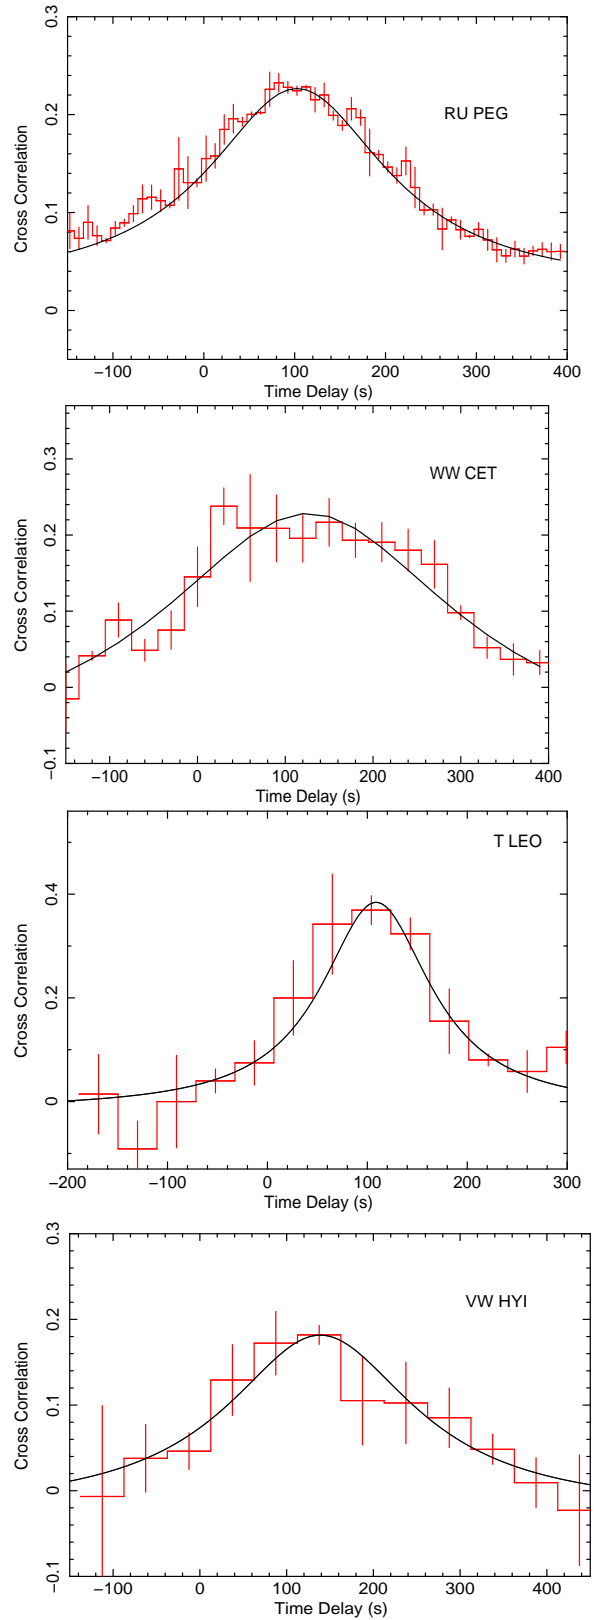 0.3
0.2
0.1
0
Cross Correlation
RU PEG
−100 0 100 200 300 400
Time Delay (s)
0.3
0.2
0.1
0
−0.1
Cross Correlation
WW CET
−100 0 100 200 300 400
Time Delay (s)
0.4
0.2
0
Cross Correlation
T LEO
−200 −100 0 100 200 300
Time Delay (s)
0.3
0.2
0.1
0
−0.1
Cross Correlation
VW HYI
−100 0 100 200 300 400
Time Delay (s)